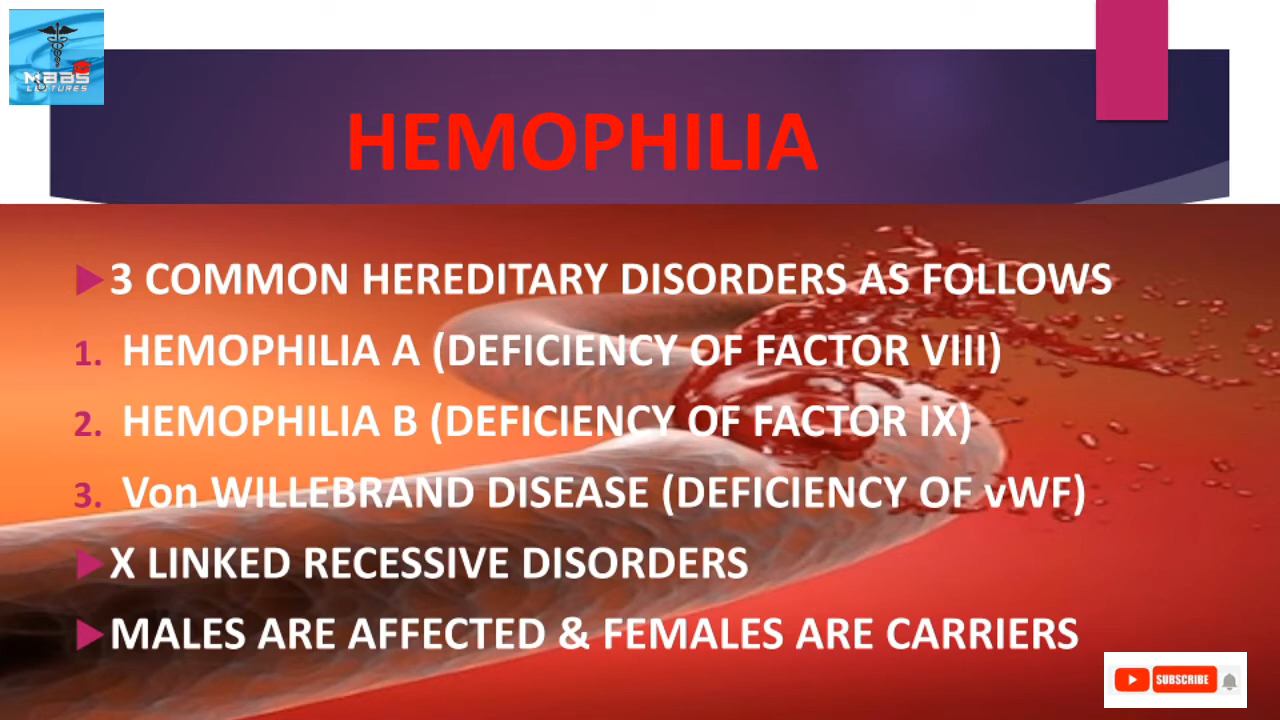 MBBS
LECTURES
HEMOPHILIA
3 COMMON HEREDITARY DISORDERS AS FOLLOWS
1. HEMOPHILIA A (DEFICIENCY OF FACTOR VIII)
2. HEMOPHILIA B (DEFICIENCY OF FACTOR IX)
3. Von WILLEBRAND DISEASE (DEFICIENCY OF vWF)
X LINKED RECESSIVE DISORDERS
MALES ARE AFFECTED & FEMALES ARE CARRIERS
SUBSCRIBE